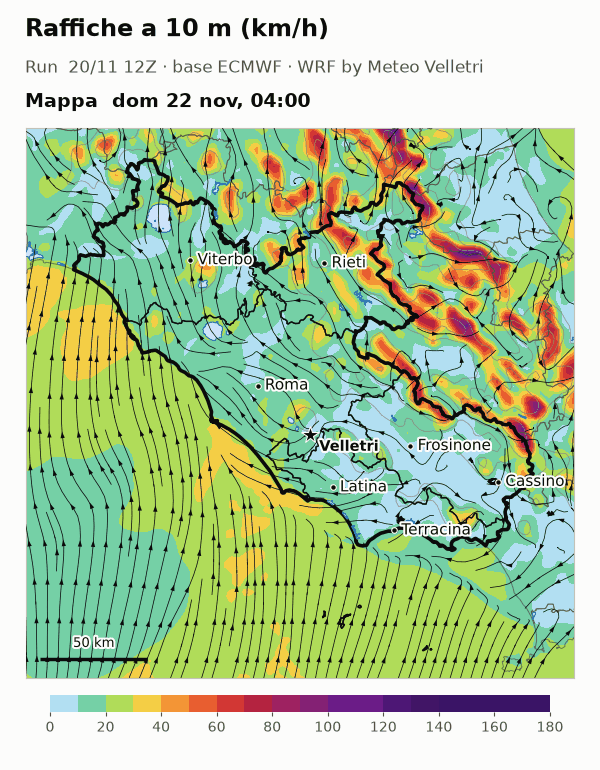 Raffiche a 10 m (km/h)
Run  20/11 12Z · base ECMWF · WRF by Meteo Velletri
Mappa  dom 22 nov, 04:00
Viterbo
Rieti
Roma
Velletri
Frosinone
Latina
Cassino
Terracina
50 km
0 20 40 60 80 100 120 140 160 180